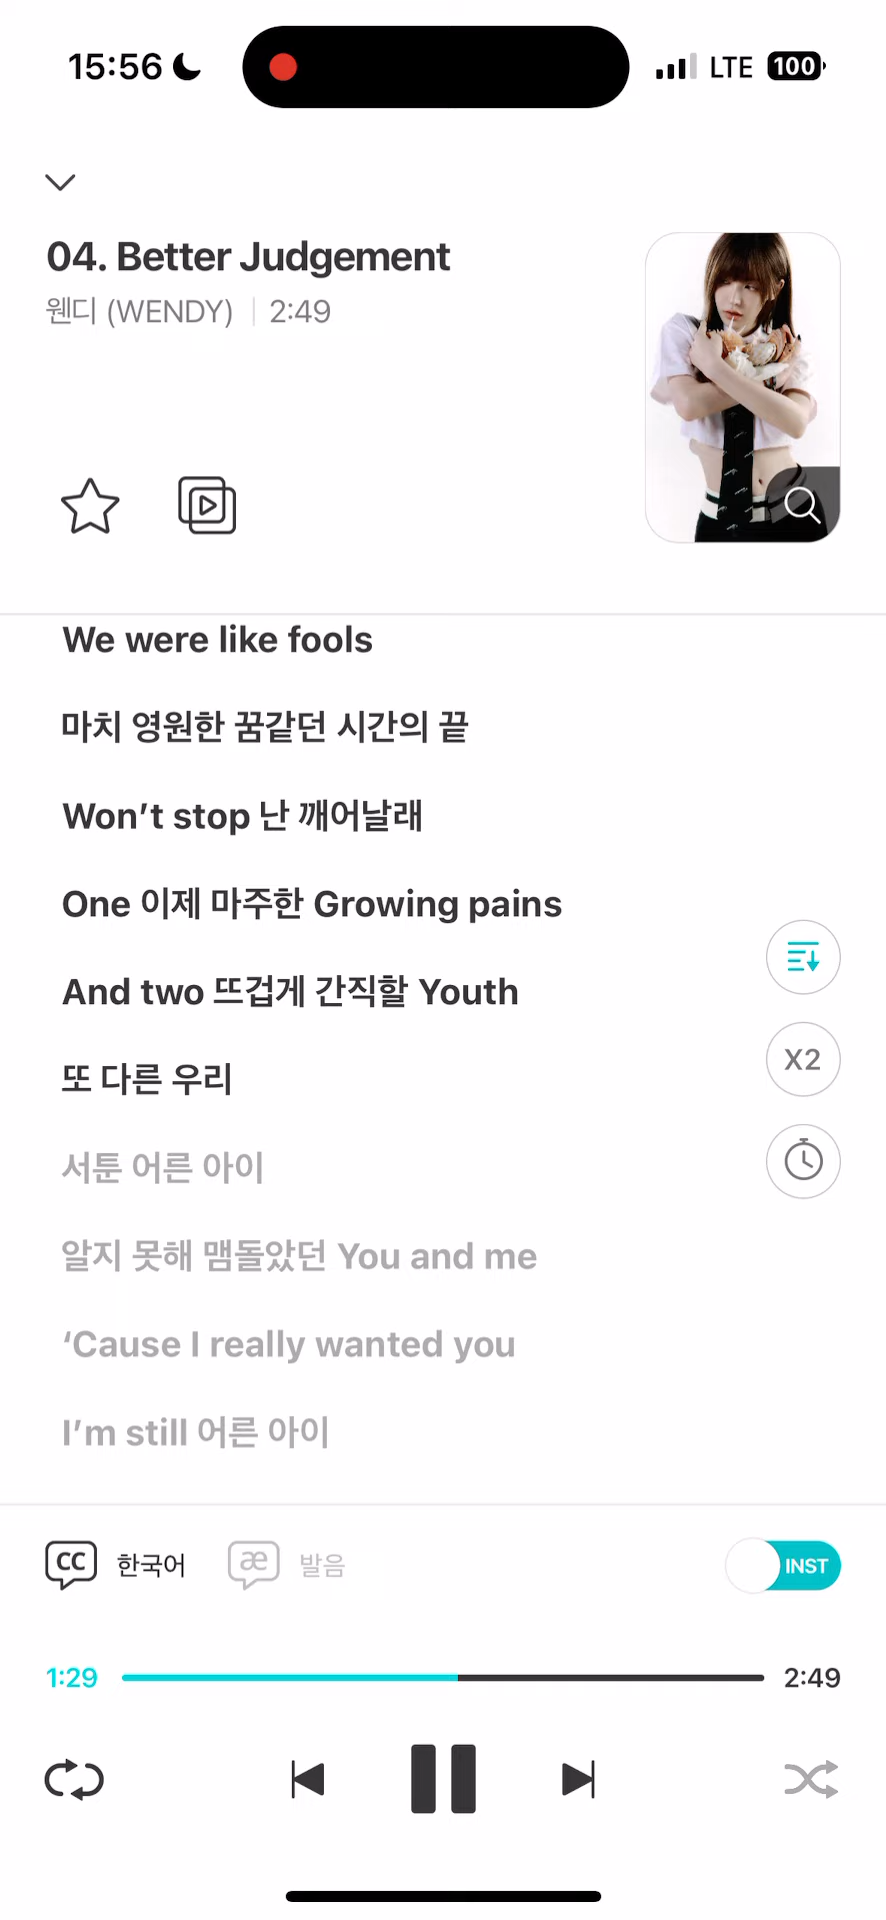 15:56
LTE
100
04. Better Judgement
웬디 (WENDY) | 2:49
We were like fools
마치 영원한 꿈같던 시간의 끝
Won’t stop 난 깨어날래
One 이제 마주한 Growing pains
And two 뜨겁게 간직할 Youth
또 다른 우리
서툰 어른 아이
X2
알지 못해 맴돌았던 You and me
‘Cause I really wanted you
I’m still 어른 아이
CC 한국어 æ 발음
INST
1:29
2:49